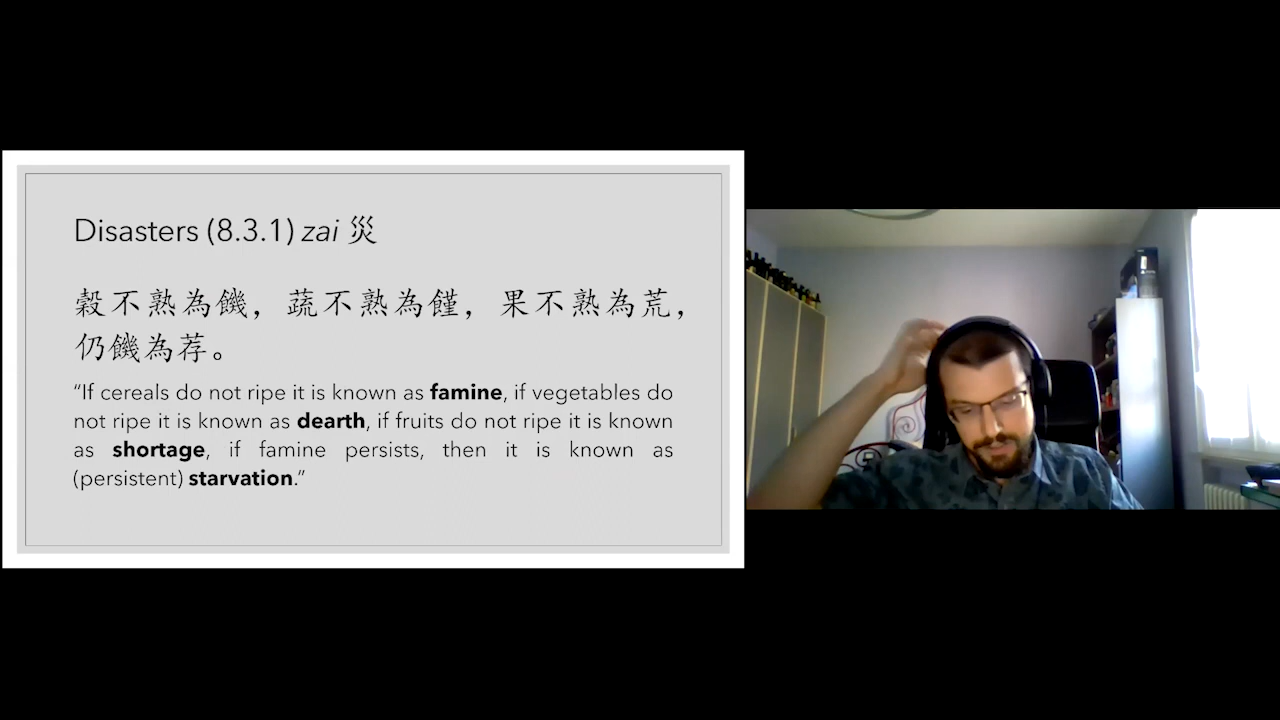 Disasters (8.3.1) zai 災
穀不熟為饑，蔬不熟為饉，果不熟為荒，
仍饑為荐。
“If cereals do not ripe it is known as famine, if vegetables do
not ripe it is known as dearth, if fruits do not ripe it is known
as shortage, if famine persists, then it is known as
(persistent) starvation.”